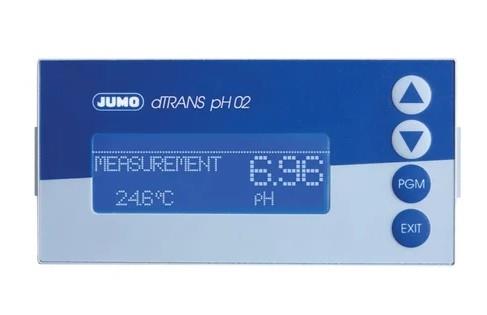 JUMO dTRANS pH 02
MEASUREMENT 6.96
24.6°C pH
PGM
EXIT